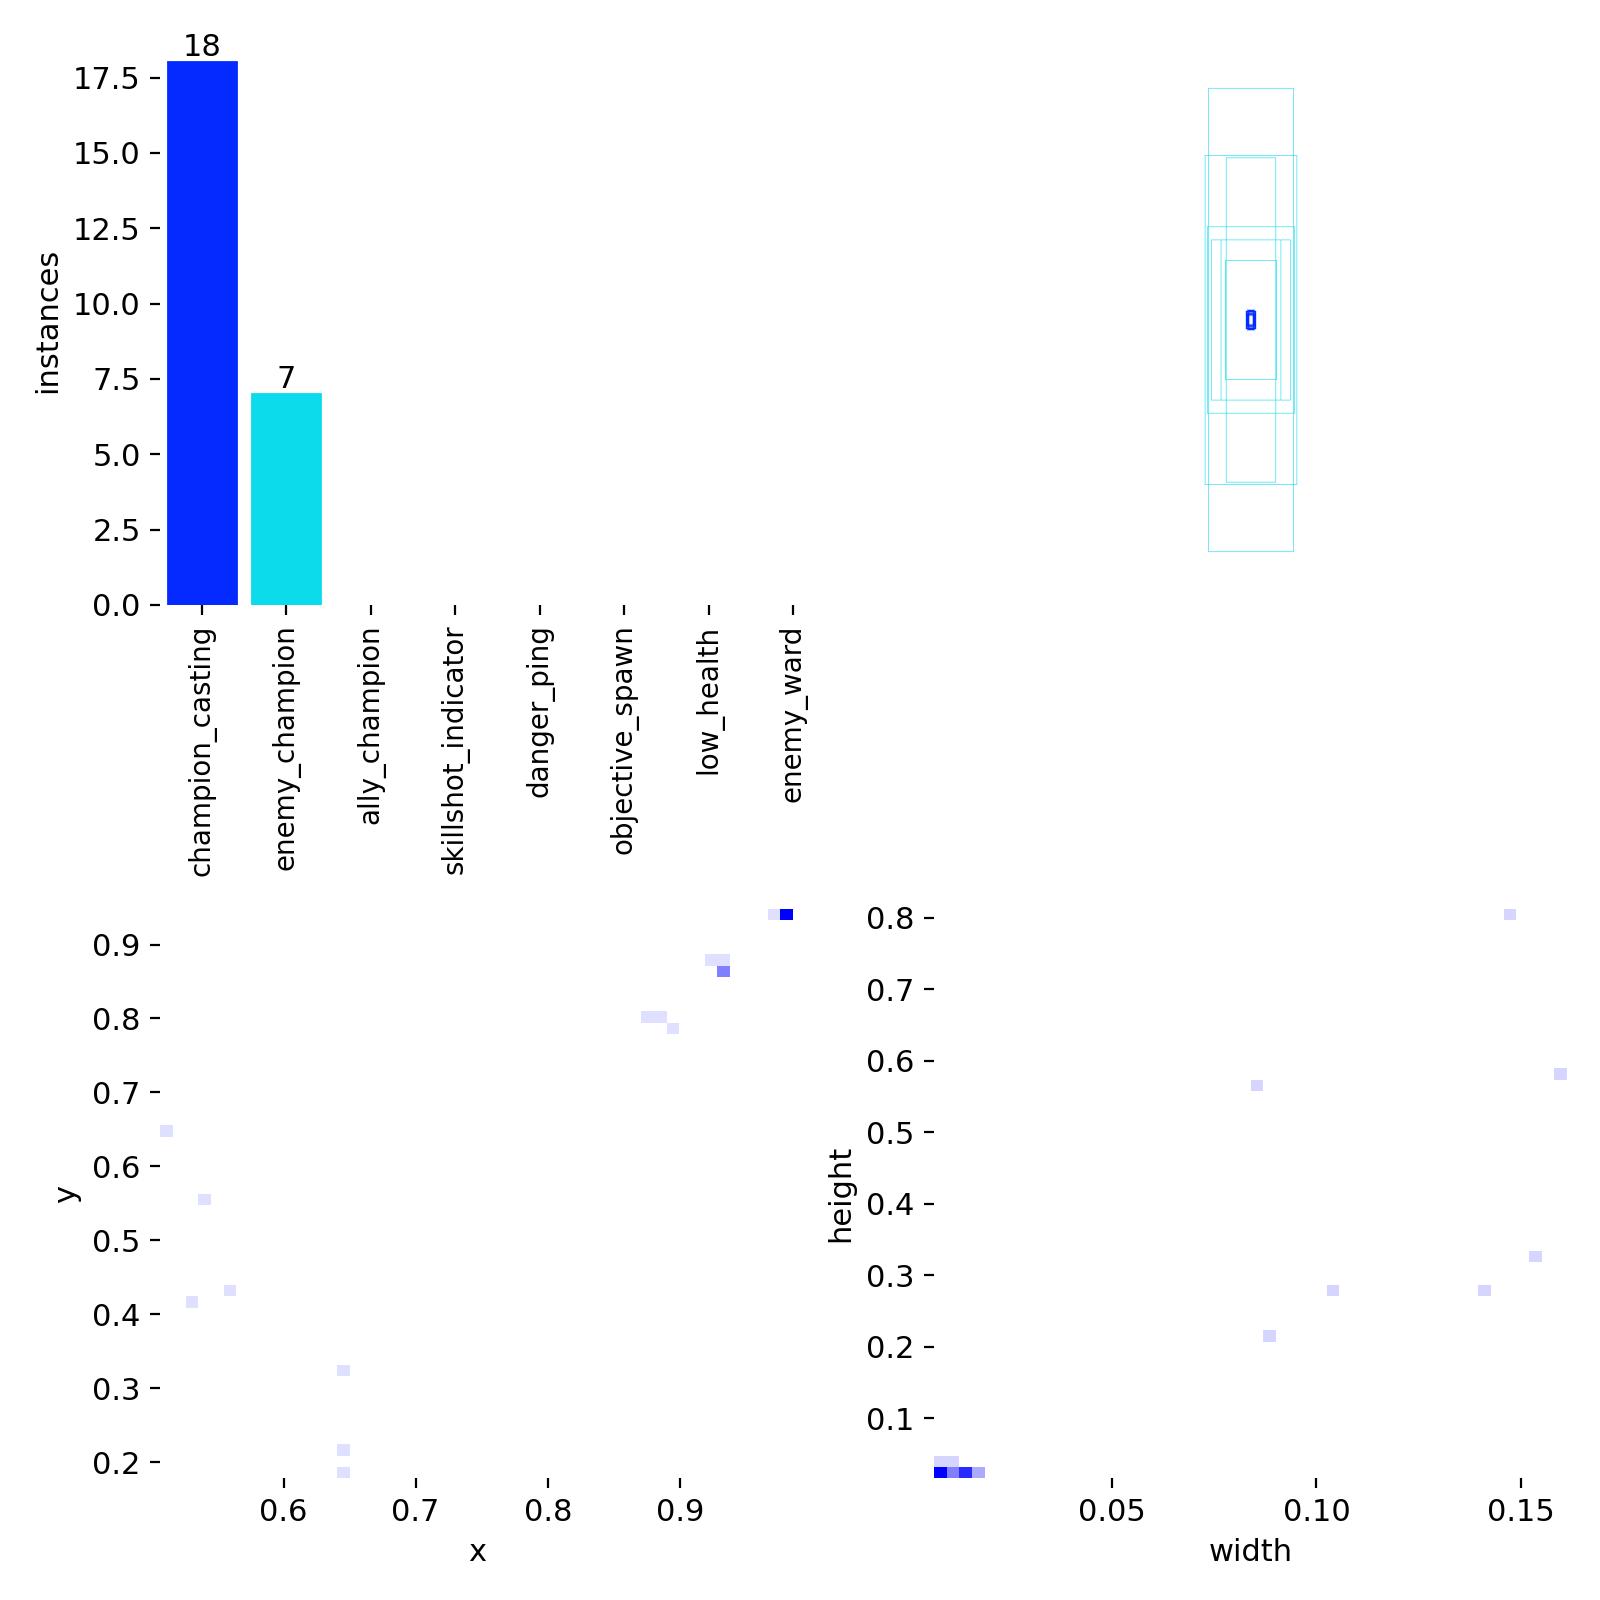 18
17.5
15.0
12.5
10.0
7.5
5.0
2.5
0.0
instances
7
champion_casting
enemy_champion
ally_champion
skillshot_indicator
danger_ping
objective_spawn
low_health
enemy_ward
0.9
0.8
0.7
0.6
0.5
0.4
0.3
0.2
y
0.6
0.7
0.8
0.9
x
0.8
0.7
0.6
0.5
0.4
0.3
0.2
0.1
height
0.05
0.10
0.15
width